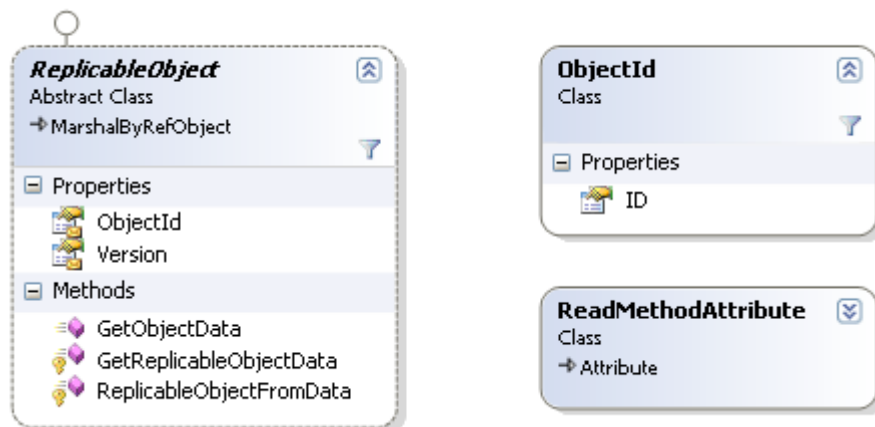 ReplicableObject
Abstract Class
MarshalByRefObject
Properties
ObjectId
Version
Methods
GetObjectData
GetReplicableObjectData
ReplicableObjectFromData
ObjectId
Class
Properties
ID
ReadMethodAttribute
Class
Attribute